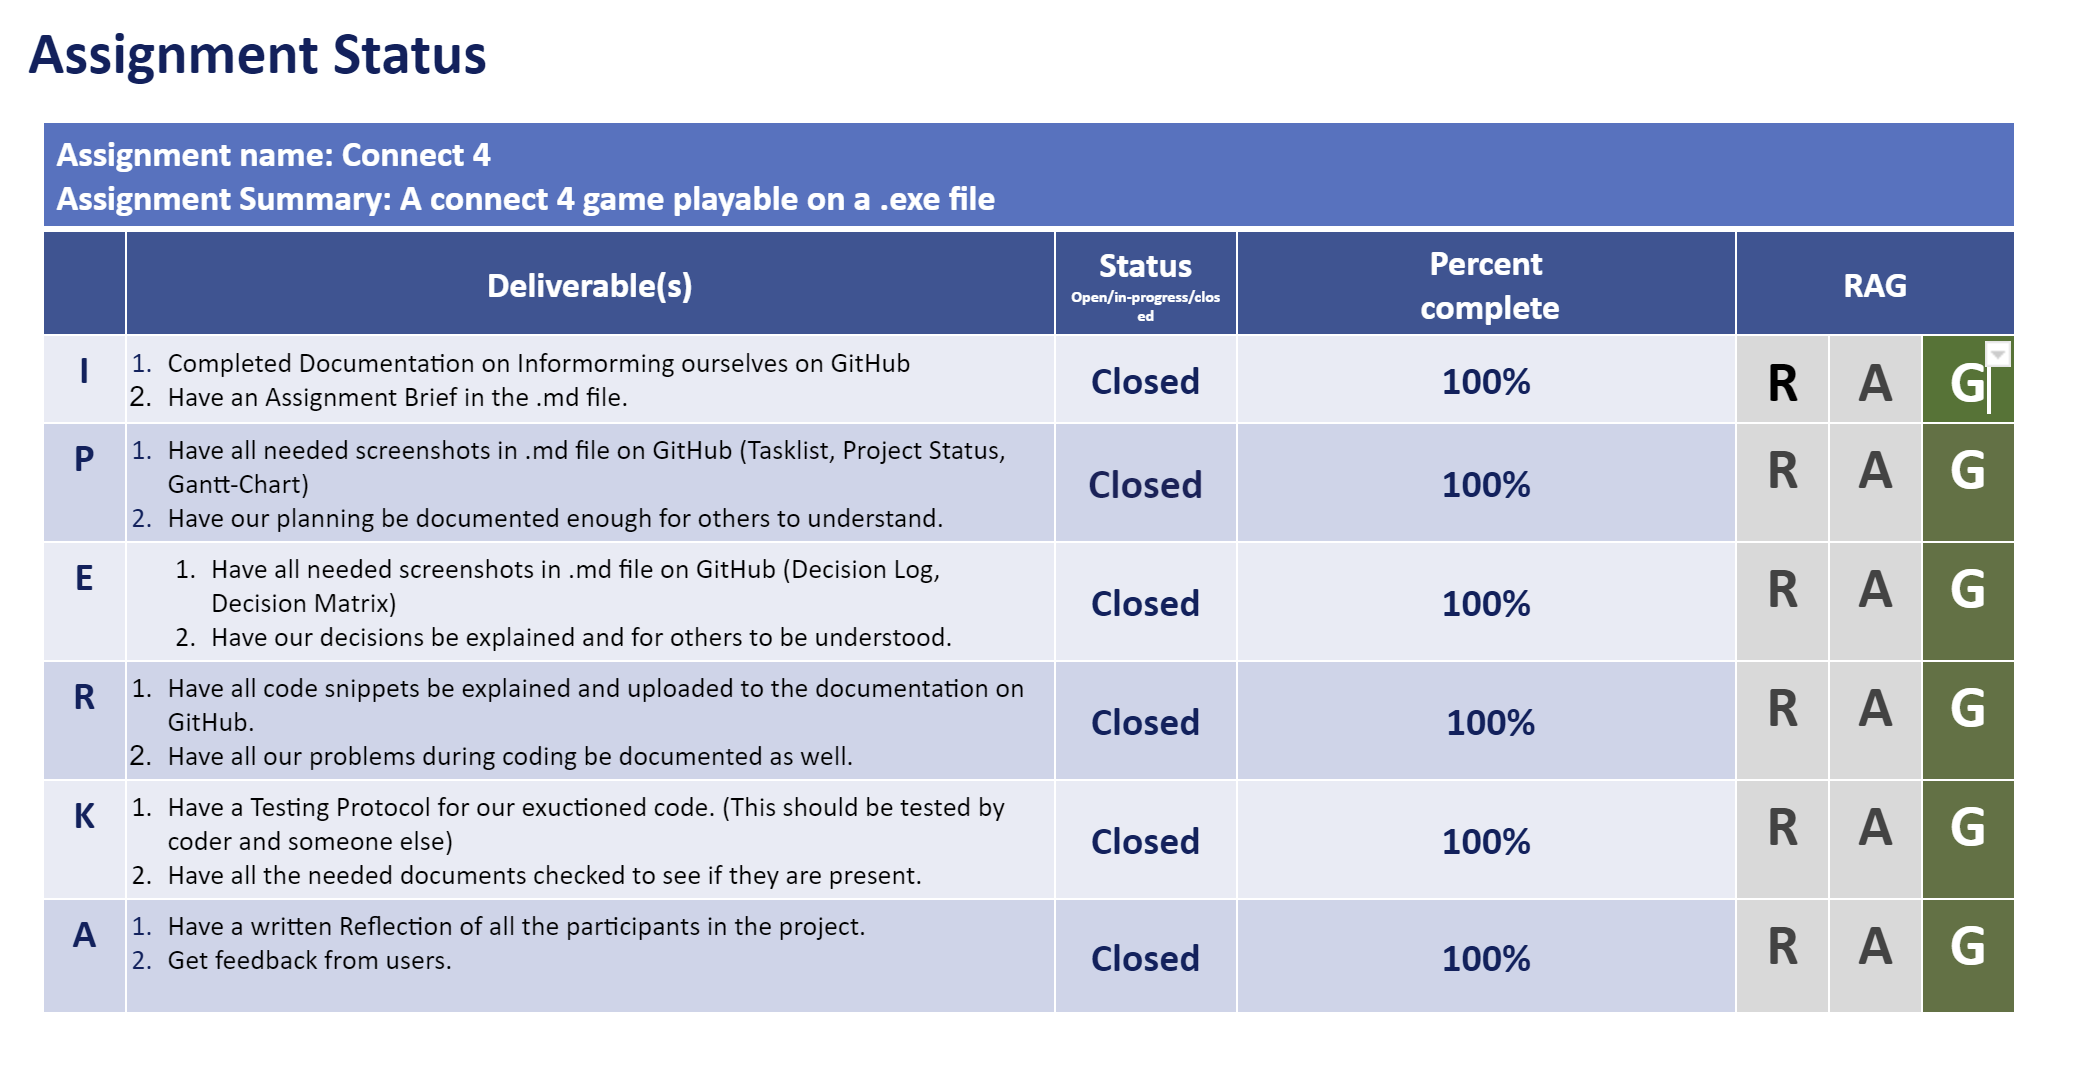 Assignment Status
Assignment name: Connect 4
Assignment Summary: A connect 4 game playable on a .exe file
Deliverable(s)
Status
Open/in-progress/clos
ed
Percent
complete
RAG
I
1. Completed Documentation on Informorming ourselves on GitHub
2. Have an Assignment Brief in the .md file.
Closed
100%
R A G
P
1. Have all needed screenshots in .md file on GitHub (Tasklist, Project Status,
Gantt-Chart)
2. Have our planning be documented enough for others to understand.
Closed
100%
R A G
E
1. Have all needed screenshots in .md file on GitHub (Decision Log,
Decision Matrix)
2. Have our decisions be explained and for others to be understood.
Closed
100%
R A G
R
1. Have all code snippets be explained and uploaded to the documentation on
GitHub.
2. Have all our problems during coding be documented as well.
Closed
100%
R A G
K
1. Have a Testing Protocol for our exuctioned code. (This should be tested by
coder and someone else)
2. Have all the needed documents checked to see if they are present.
Closed
100%
R A G
A
1. Have a written Reflection of all the participants in the project.
2. Get feedback from users.
Closed
100%
R A G